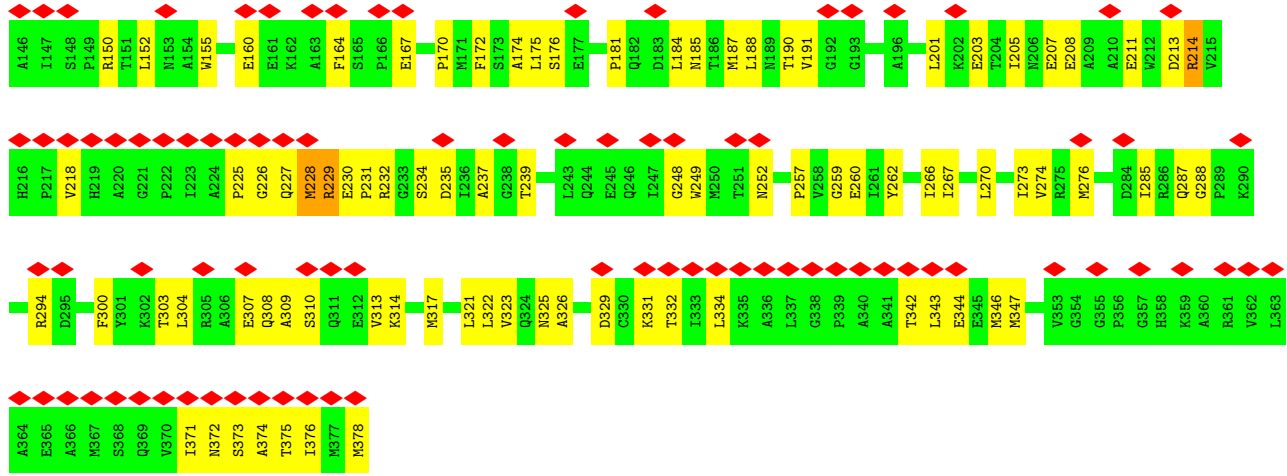 A146 I147 S148 P149 R150 T151 L152 N153 A154 W155 E160 E161 K162 A163 F164 S165 P166 E167 P170 M171 F172 S173 A174 L175 S176 E177 P181 Q182 D183 L184 N185 T186 M187 L188 N189 T190 V191 G192 G193 A196 L201 K202 E203 T204 I205 N206 E207 E208 A209 A210 E211 W212 D213 R214 V215
H216 P217 V218 H219 A220 G221 P222 I223 A224 P225 G226 Q227 M228 R229 E230 P231 R232 G233 S234 D235 I236 A237 G238 T239 L243 Q244 E245 Q246 I247 G248 W249 M250 T251 N252 P257 V258 G259 E260 I261 Y262 I266 I267 L270 I273 V274 R275 M276 D284 I285 R286 Q287 G288 P289 K290
R294 D295 F300 Y301 K302 T303 L304 R305 A306 E307 Q308 A309 S310 Q311 E312 V313 K314 M317 L321 L322 V323 Q324 N325 A326 D329 C330 K331 T332 I333 L334 K335 A336 L337 G338 P339 A340 A341 T342 L343 E344 E345 M346 M347 V353 G354 G355 P356 G357 H358 K359 A360 R361 V362 L363
A364 E365 A366 M367 S368 Q369 V370 I371 N372 S373 A374 T375 I376 M377 M378